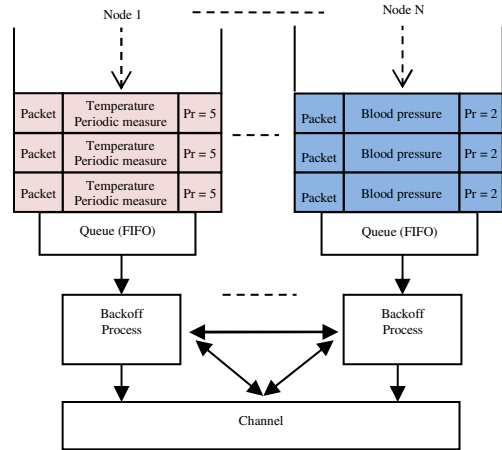 Node 1
Node N
Packet Temperature Periodic measure Pr = 5
Packet Temperature Periodic measure Pr = 5
Packet Temperature Periodic measure Pr = 5
Packet Blood pressure Pr = 2
Packet Blood pressure Pr = 2
Packet Blood pressure Pr = 2
Queue (FIFO)
Queue (FIFO)
Backoff
Process
Backoff
Process
Channel